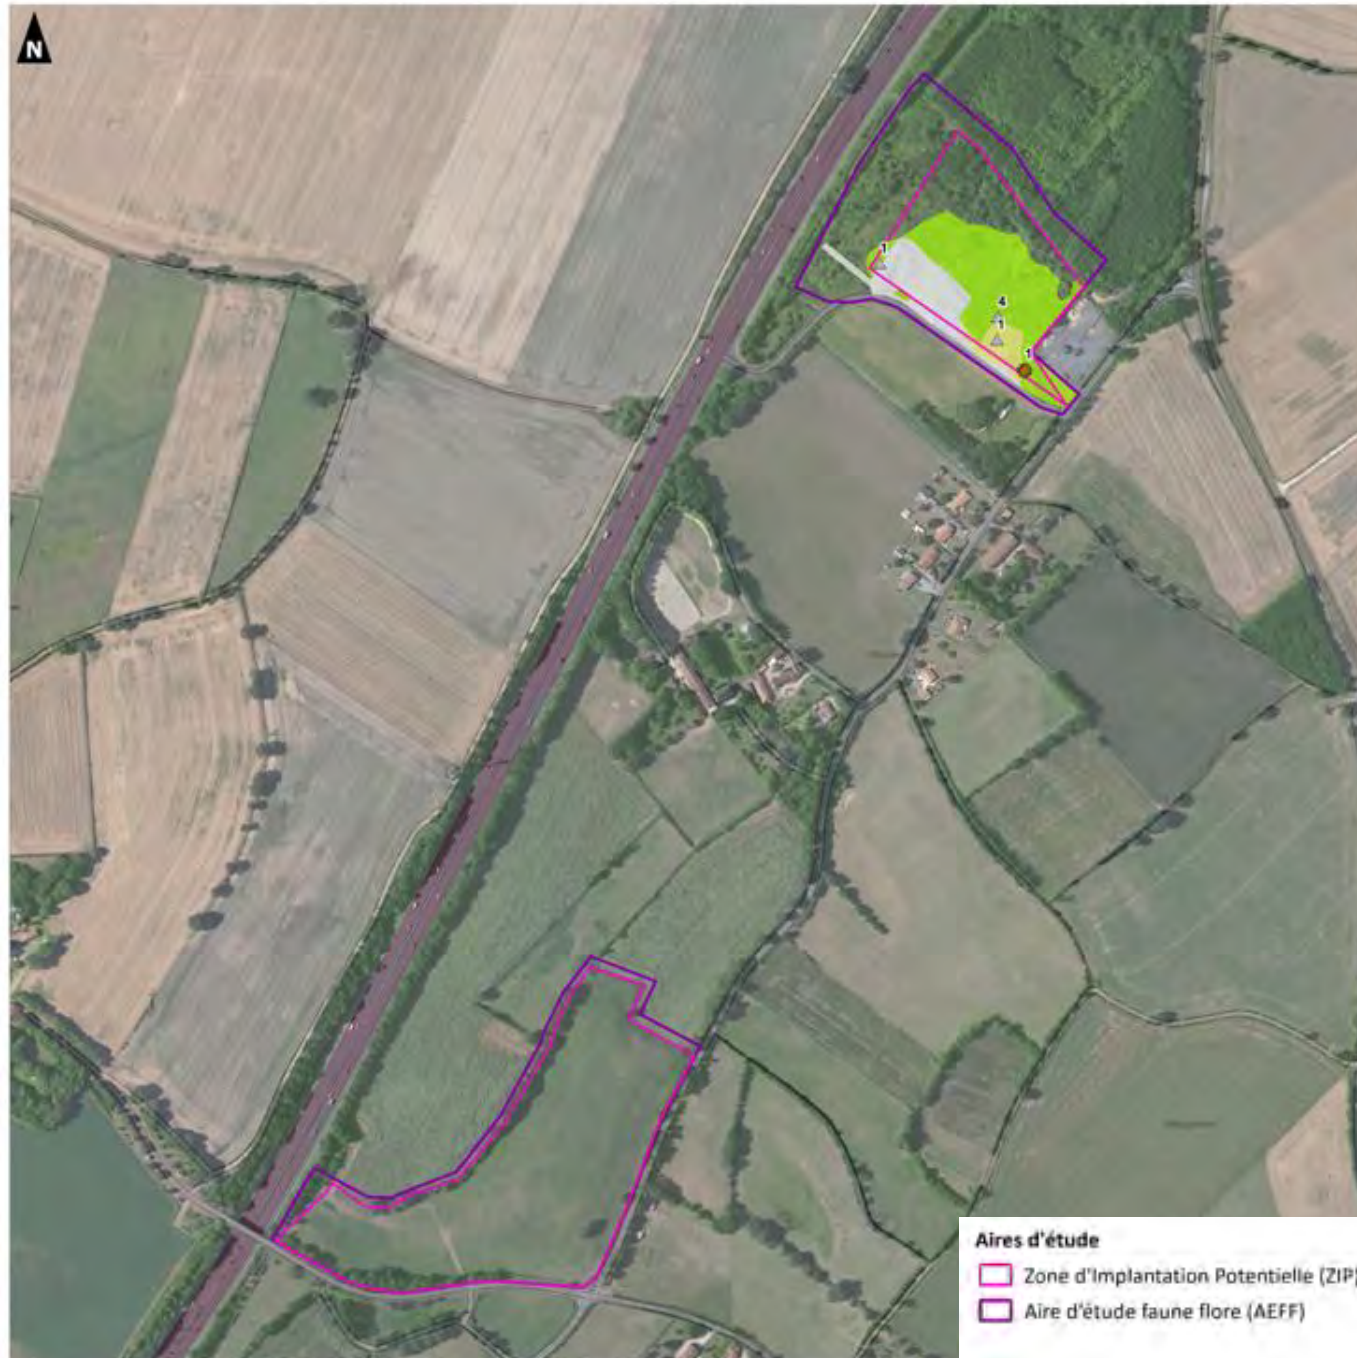 N
1
4
1
1
Aires d'étude
Zone d'Implantation Potentielle (ZIP)
Aire d'étude faune flore (AEFF)